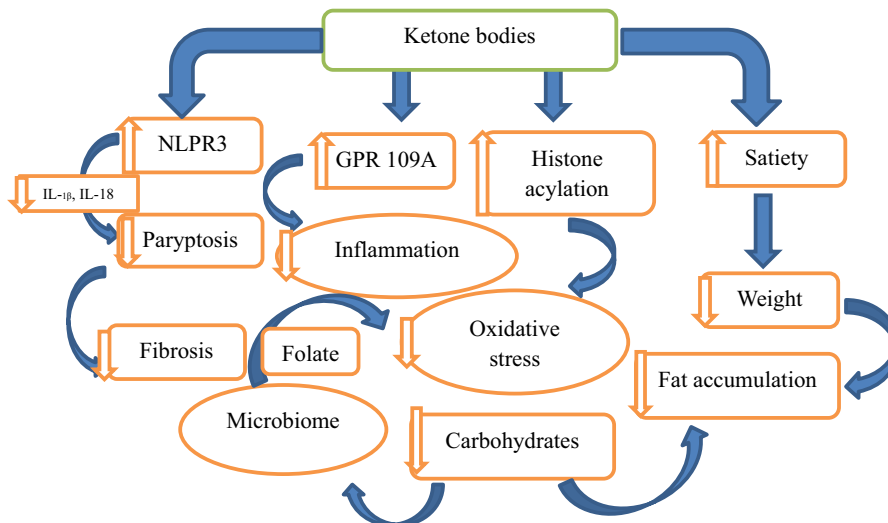 Ketone bodies
NLPR3
GPR 109A
Histone
acylation
Satiety
IL-1β, IL-18
Paryptosis
Inflammation
Weight
Oxidative
stress
Fibrosis
Folate
Fat accumulation
Microbiome
Carbohydrates